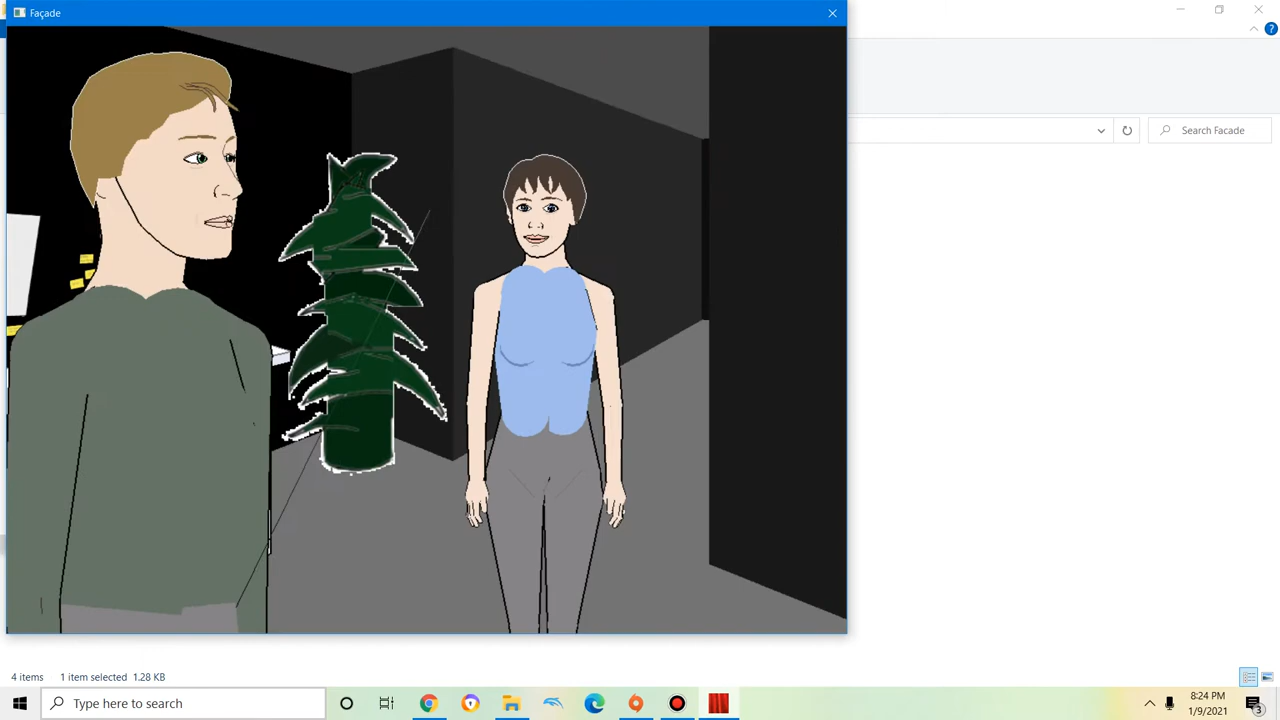 Façade
Search Facade
4 items 1 item selected 1.28 KB
Type here to search
8:24 PM
1/9/2021
3